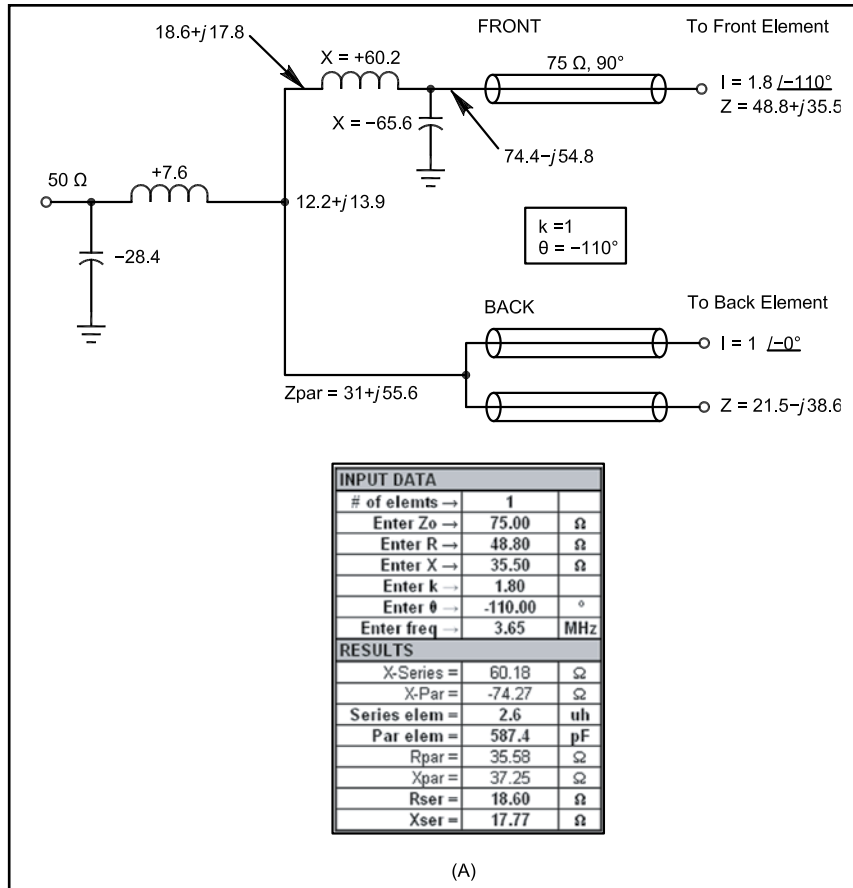 18.6+j17.8
FRONT
To Front Element
X = +60.2
75 Ω, 90°
I = 1.8 /−110°
Z = 48.8+j35.5
X = −65.6
74.4−j54.8
50 Ω
+7.6
12.2+j13.9
−28.4
k =1
θ = −110°
BACK
To Back Element
I = 1 /−0°
Zpar = 31+j55.6
Z = 21.5−j38.6
INPUT DATA
# of elemts → 1
Enter Zo → 75.00 Ω
Enter R → 48.80 Ω
Enter X → 35.50 Ω
Enter k → 1.80
Enter θ → -110.00 °
Enter freq → 3.65 MHz
RESULTS
X-Series = 60.18 Ω
X-Par = -74.27 Ω
Series elem = 2.6 uh
Par elem = 587.4 pF
Rpar = 35.58 Ω
Xpar = 37.25 Ω
Rser = 18.60 Ω
Xser = 17.77 Ω
(A)